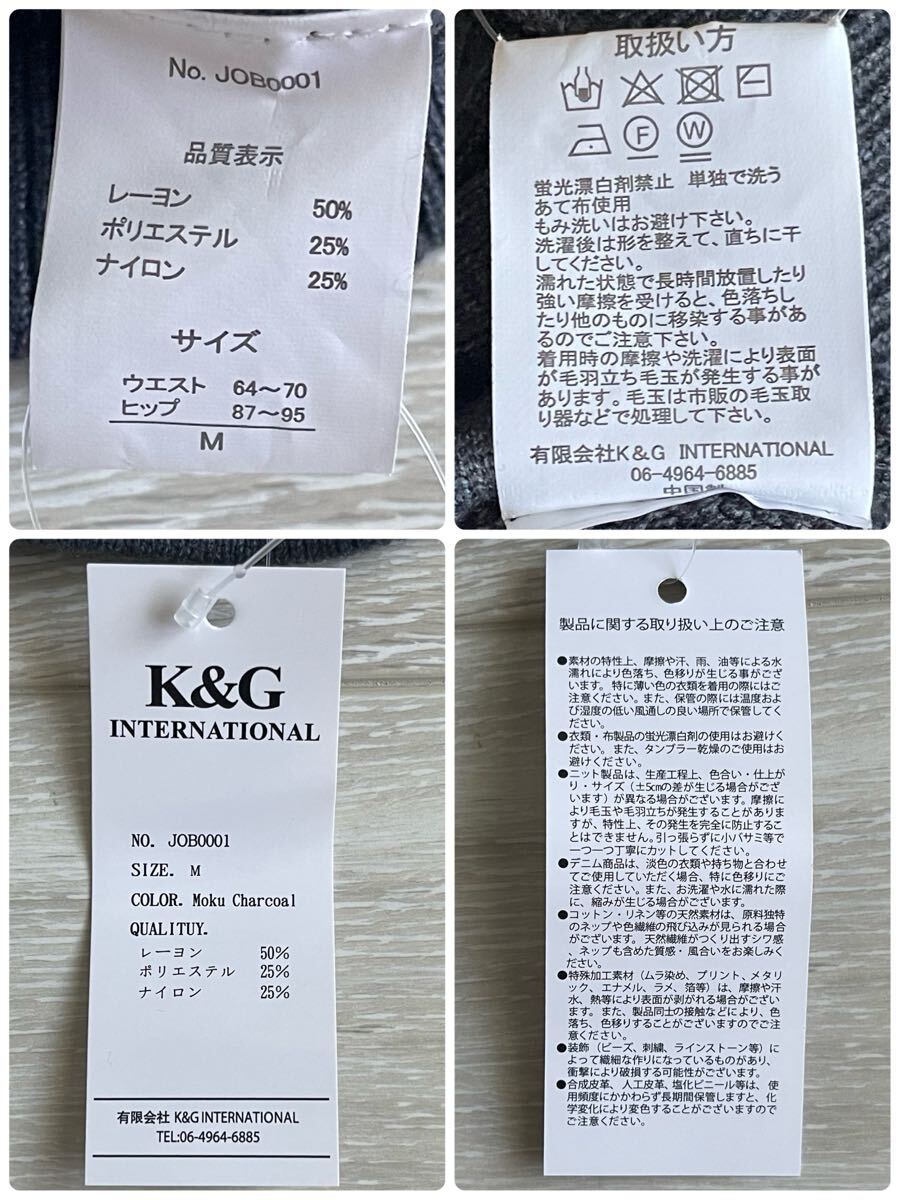 No. JOB0001
品質表示
レーヨン 50%
ポリエステル 25%
ナイロン 25%
サイズ
ウエスト 64～70
ヒップ 87～95
M
取扱い方
F W
蛍光漂白剤禁止 単独で洗う
あて布使用
もみ洗いはお避け下さい。
洗濯後は形を整えて、直ちに干
してください。
濡れた状態で長時間放置したり
強い摩擦を受けると、色落ちし
たり他のものに移染する事があ
るのでご注意下さい。
着用時の摩擦や洗濯により表面
が毛羽立ち毛玉が発生する事が
あります。毛玉は市販の毛玉取
り器などで処理して下さい。
有限会社K&G INTERNATIONAL
06-4964-6885
中国製
K&G
INTERNATIONAL
NO. JOB0001
SIZE. M
COLOR. Moku Charcoal
QUALITUY.
レーヨン 50%
ポリエステル 25%
ナイロン 25%
有限会社 K&G INTERNATIONAL
TEL:06-4964-6885
製品に関する取り扱い上のご注意
●素材の特性上、摩擦や汗、雨、油等による水
濡れにより色落ち、色移りが生じる事がござ
います。特に薄い色の衣類を着用の際にはご
注意ください。また、保管の際には温度およ
び湿度の低い風通しの良い場所で保管してく
ださい。
●衣類・布製品の蛍光漂白剤の使用はお避けく
ださい。また、タンブラー乾燥のご使用はお
避けください。
●ニット製品は、生産工程上、色合い・仕上が
り・サイズ（±5cmの差が生じる場合がござ
います）が異なる場合がございます。摩擦に
より毛玉や毛羽立ちが発生することがありま
すが、特性上、その発生を完全に防止するこ
とはできません。引っ張らずに小バサミ等で
一つ一つ丁寧にカットしてください。
●デニム商品は、淡色の衣類や持ち物と合わせ
てご使用していただく場合、特に色移りにご
注意ください。また、お洗濯や水に濡れた際
に、縮みが生じる場合がございます。
●コットン・リネン等の天然素材は、原料独特
のネップや色繊維の飛び込みが見られる場合
がございます。天然繊維がつくり出すシワ感
、ネップも含めた質感・風合いをお楽しみく
ださい。
●特殊加工素材（ムラ染め、プリント、メタリ
ック、エナメル、ラメ、箔等）は、摩擦や汗
水、熱等により表面が剥がれる場合がござい
ます。また、製品同士の接触などにより、色
落ち、色移りすることがございますのでご注
意ください。
●装飾（ビーズ、刺繍、ラインストーン等）に
よって繊細な作りになっているものがあり、
衝撃により破損する可能性がございます。
●合成皮革、人工皮革、塩化ビニール等は、使
用頻度にかかわらず長期間保管しますと、化
学変化により変色することがございますので
ご注意ください。